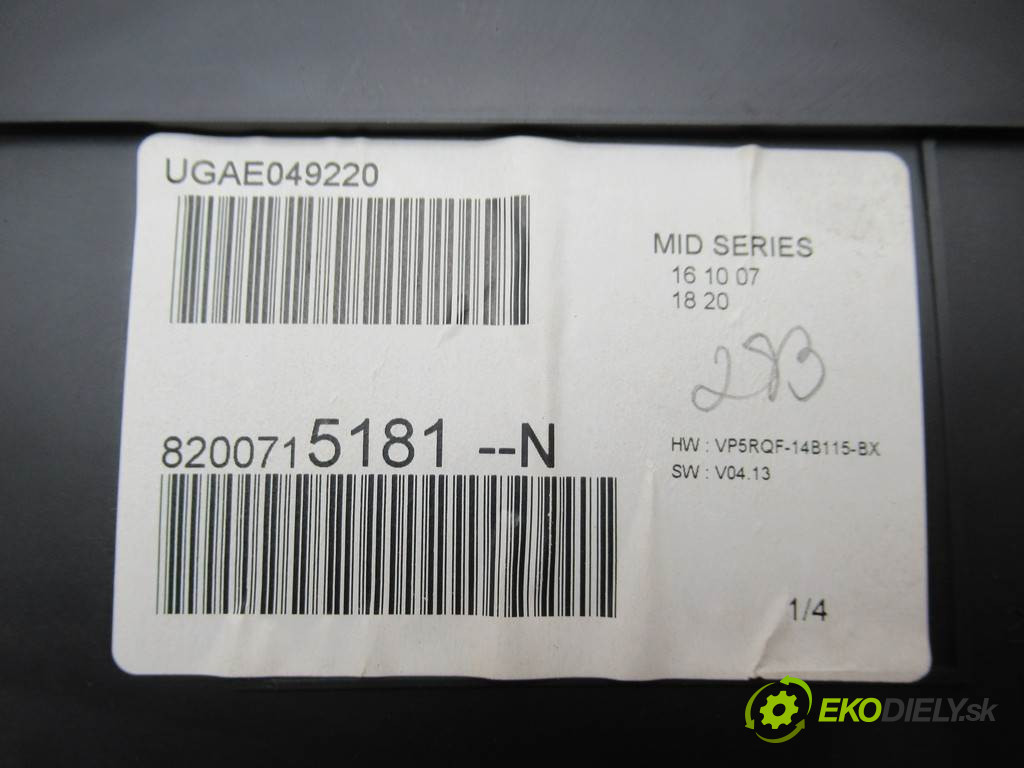 UGAE049220
MID SERIES
16 10 07
18 20
283
8200715181 --N
HW : VP5RQF-14B115-BX
SW : V04.13
1/4
EKODIELY.sk